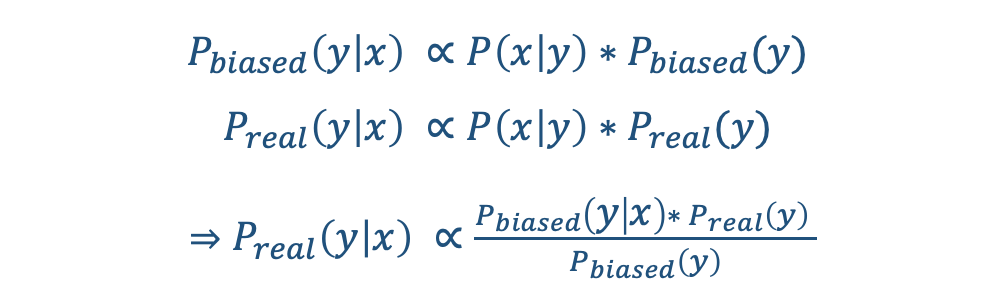 P_biased(y|x) ∝ P(x|y) * P_biased(y)
P_real(y|x) ∝ P(x|y) * P_real(y)
⇒ P_real(y|x) ∝ P_biased(y|x)* P_real(y) / P_biased(y)